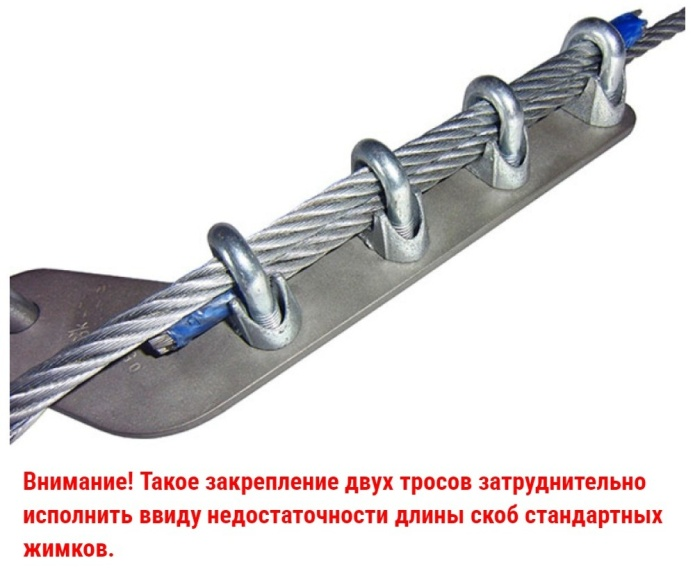 Внимание! Такое закрепление двух тросов затруднительно
исполнить ввиду недостаточности длины скоб стандартных
жимков.